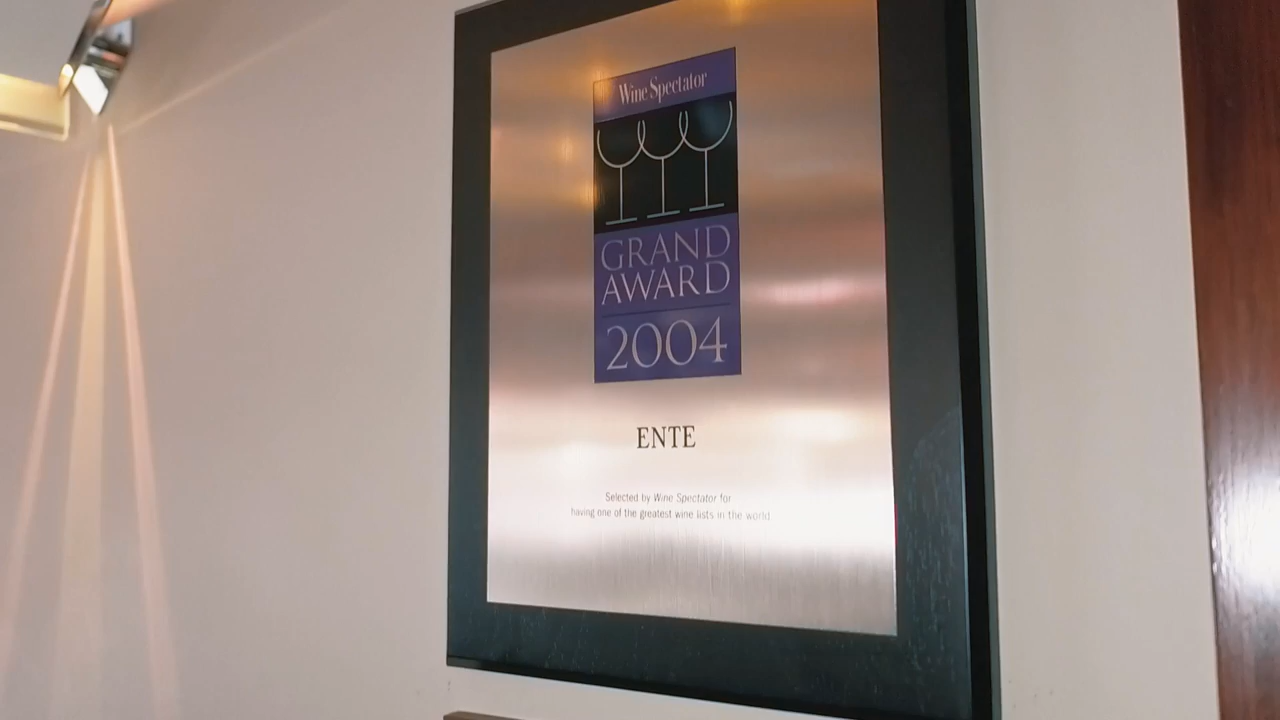 Wine Spectator
GRAND
AWARD
2004
ENTE
Selected by Wine Spectator for
having one of the greatest wine lists in the world